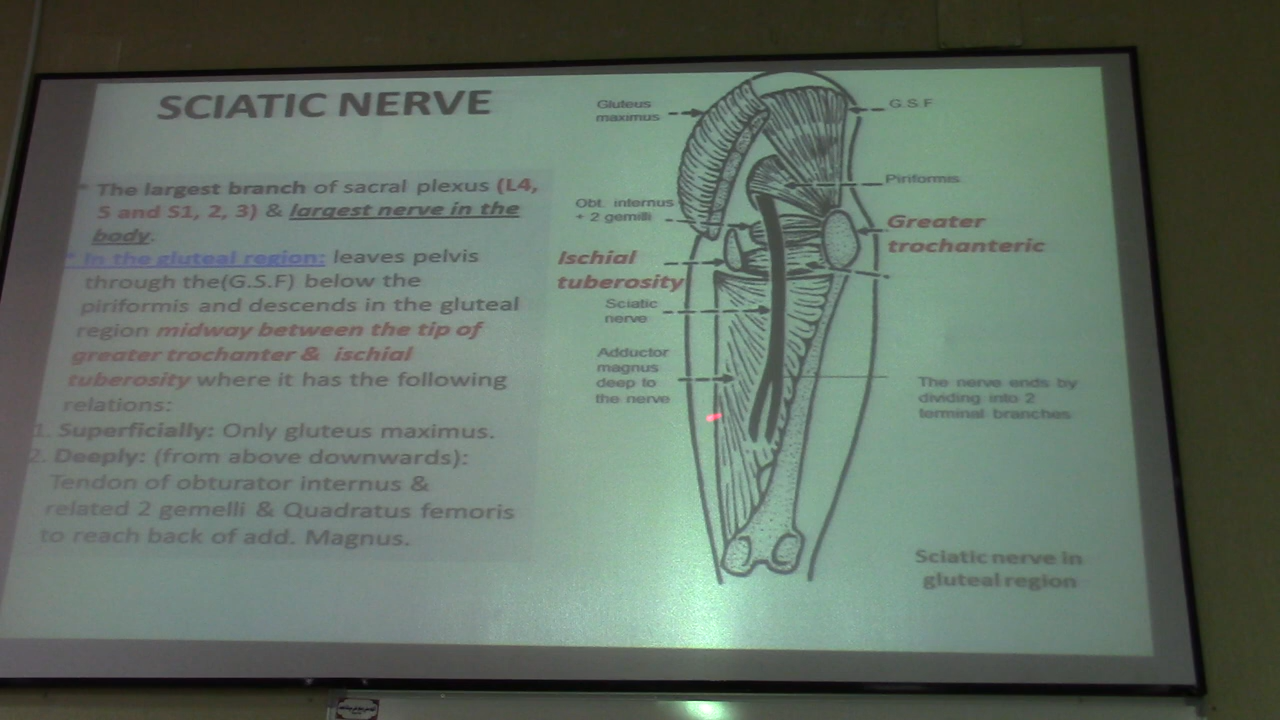 SCIATIC NERVE
* The largest branch of sacral plexus (L4,
5 and S1, 2, 3) & largest nerve in the
body.
* In the gluteal region: leaves pelvis
through the(G.S.F) below the
piriformis and descends in the gluteal
region midway between the tip of
greater trochanter & ischial
tuberosity where it has the following
relations:
1. Superficially: Only gluteus maximus.
2. Deeply: (from above downwards):
Tendon of obturator internus &
related 2 gemelli & Quadratus femoris
to reach back of add. Magnus.
Gluteus
maximus
G.S.F
Piriformis
Obt. internus
+ 2 gemilli
Greater
trochanteric
Ischial
tuberosity
Sciatic
nerve
Adductor
magnus
deep to
the nerve
The nerve ends by
dividing into 2
terminal branches
Sciatic nerve in
gluteal region